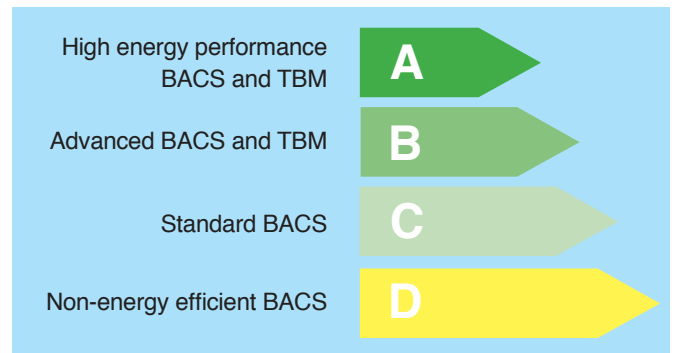 High energy performance
BACS and TBM
A
Advanced BACS and TBM
B
Standard BACS
C
Non-energy efficient BACS
D